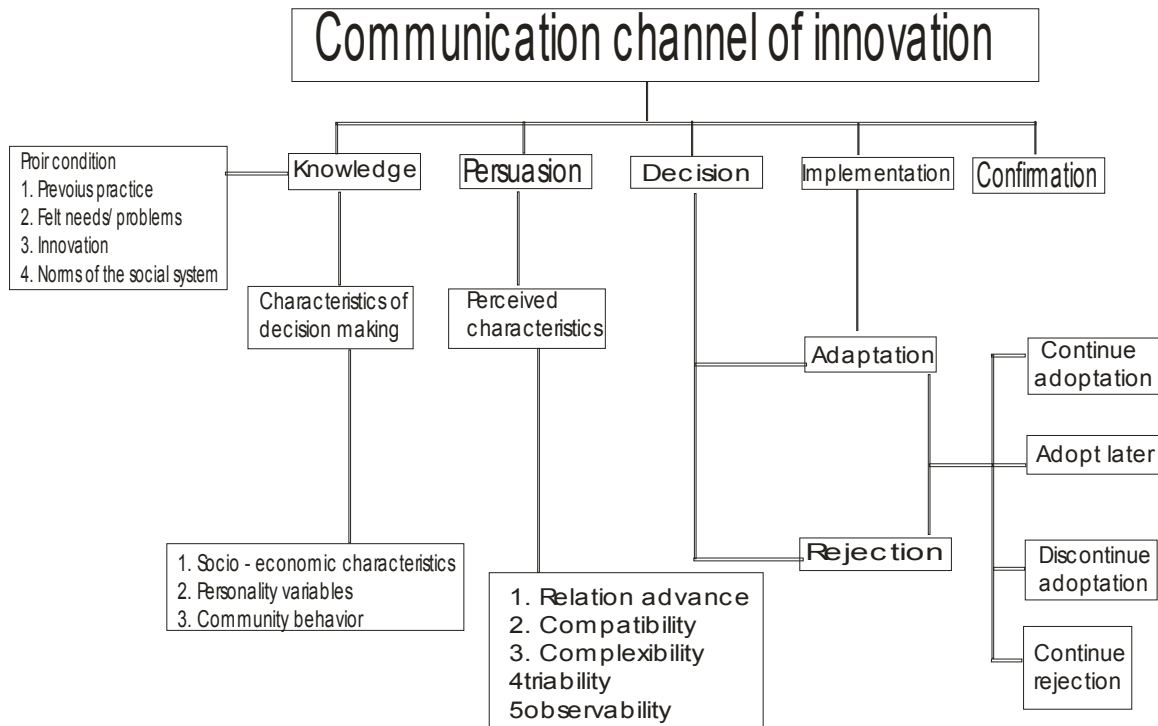 Communication channel of innovation
Knowledge
Persuasion
Decision
Implementation
Confirmation
Proir condition
1. Prevoius practice
2. Felt needs/ problems
3. Innovation
4. Norms of the social system
Characteristics of
decision making
Perceived
characteristics
Adaptation
Continue
adoptation
Adopt later
Rejection
Discontinue
adoptation
Continue
rejection
1. Socio - economic characteristics
2. Personality variables
3. Community behavior
1. Relation advance
2. Compatibility
3. Complexibility
4triability
5observability